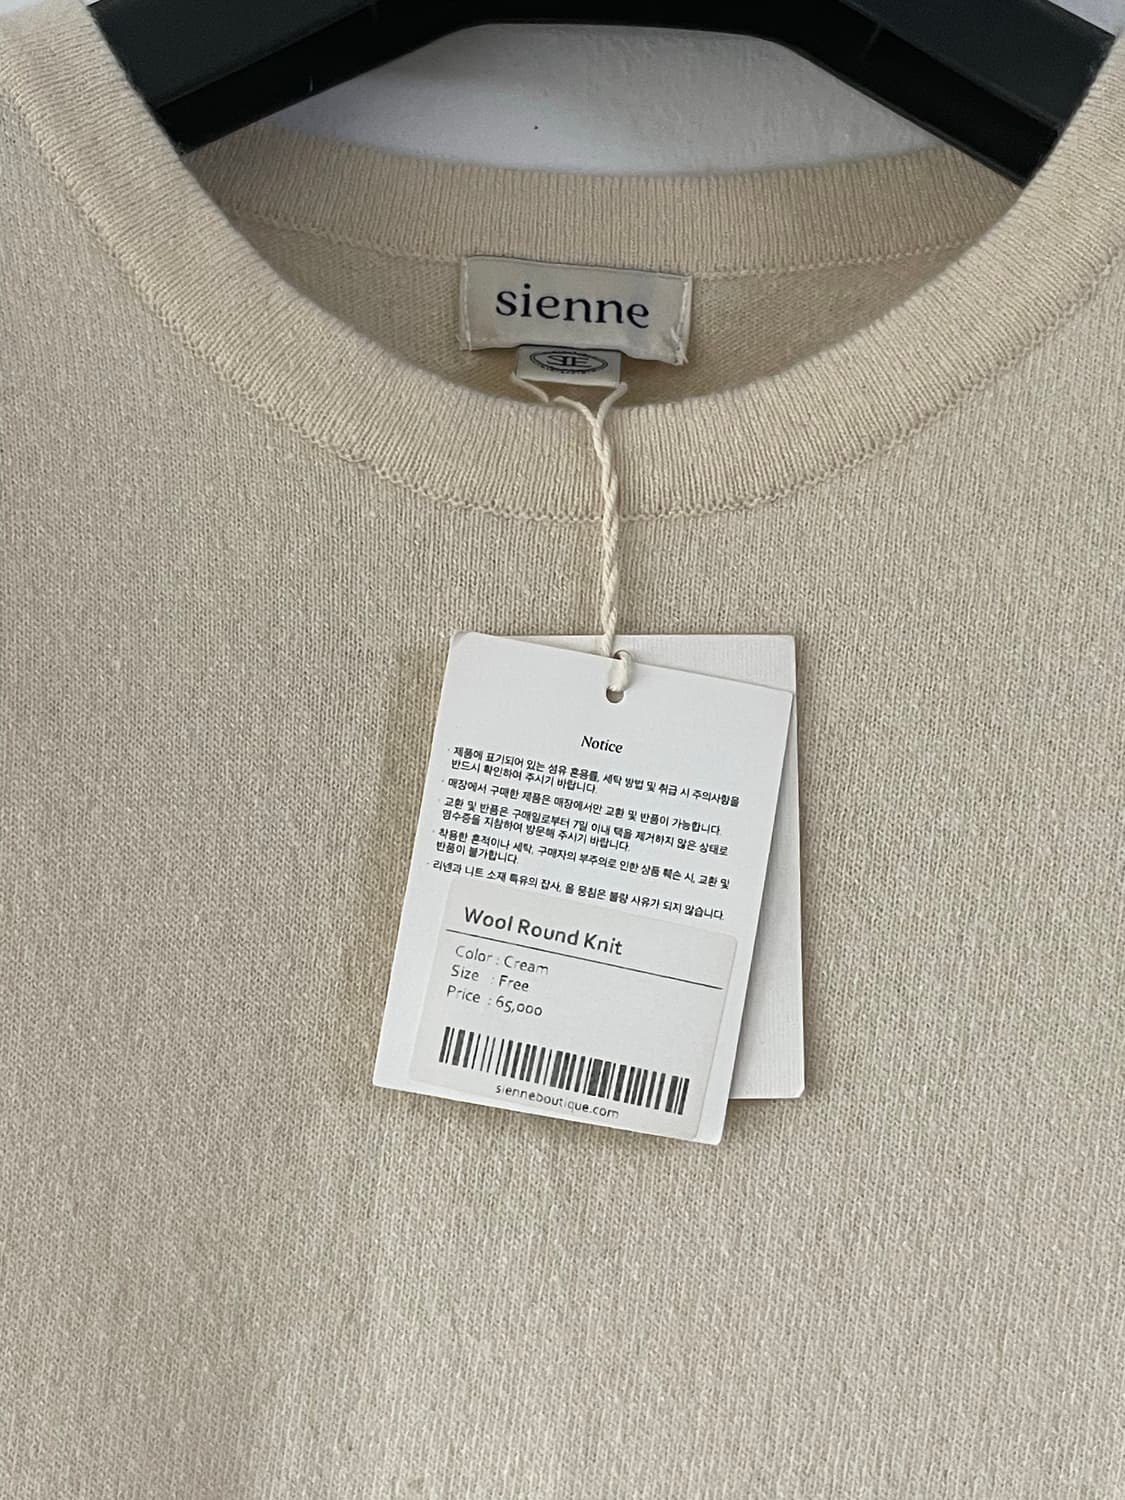 sienne
SIE
Notice
· 제품에 표기되어 있는 섬유 혼용률, 세탁 방법 및 취급 시 주의사항을
반드시 확인하여 주시기 바랍니다.
· 매장에서 구매한 제품은 매장에서만 교환 및 반품이 가능합니다.
· 교환 및 반품은 구매일로부터 7일 이내 택을 제거하지 않은 상태로
영수증을 지참하여 방문해 주시기 바랍니다.
· 착용한 흔적이나 세탁, 구매자의 부주의로 인한 상품 훼손 시, 교환 및
반품이 불가합니다.
· 리넨과 니트 소재 특유의 잡사, 올 뭉침은 불량 사유가 되지 않습니다.
Wool Round Knit
Color : Cream
Size : Free
Price : 65,000
sienneboutique.com